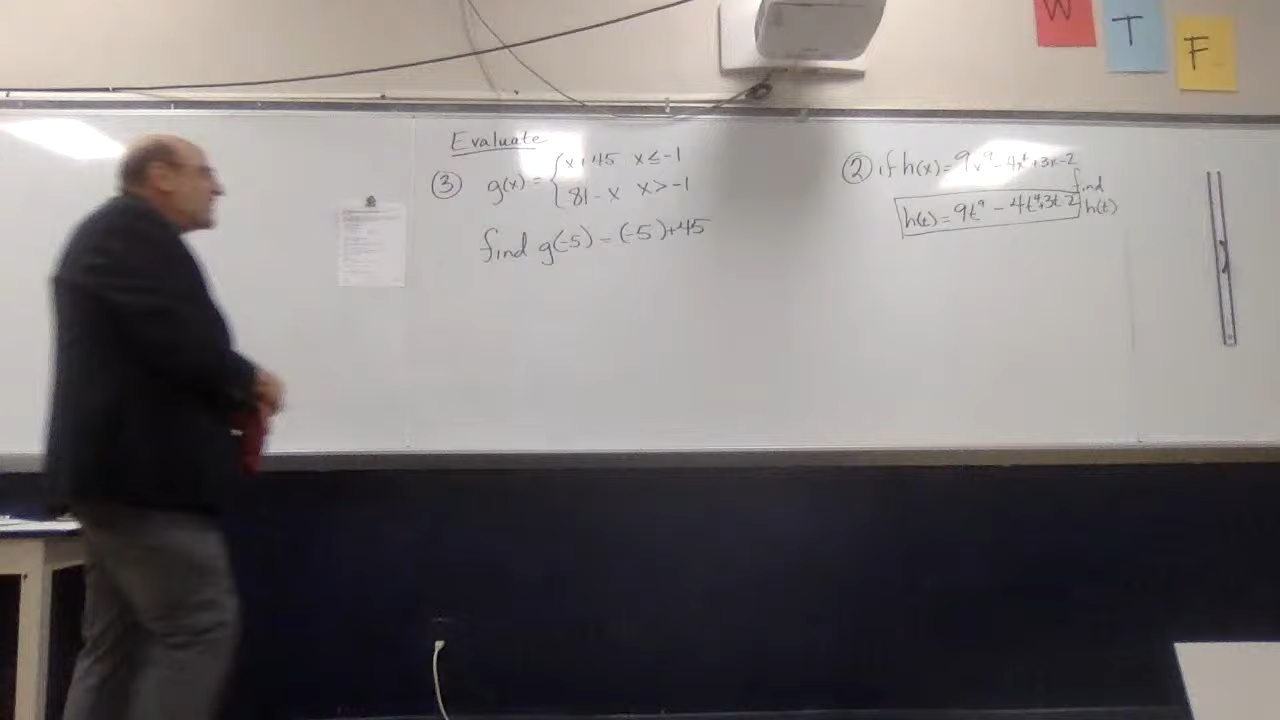 W
T
F
Evaluate
③ g(x) = { x+45 x ≤ -1
81 - x x > -1
find g(-5) = (-5)+45
② if h(x) = 9x⁹ - 4x⁴ + 3x - 2
find
h(t) = 9t⁹ - 4t⁴+3t-2 h(t)